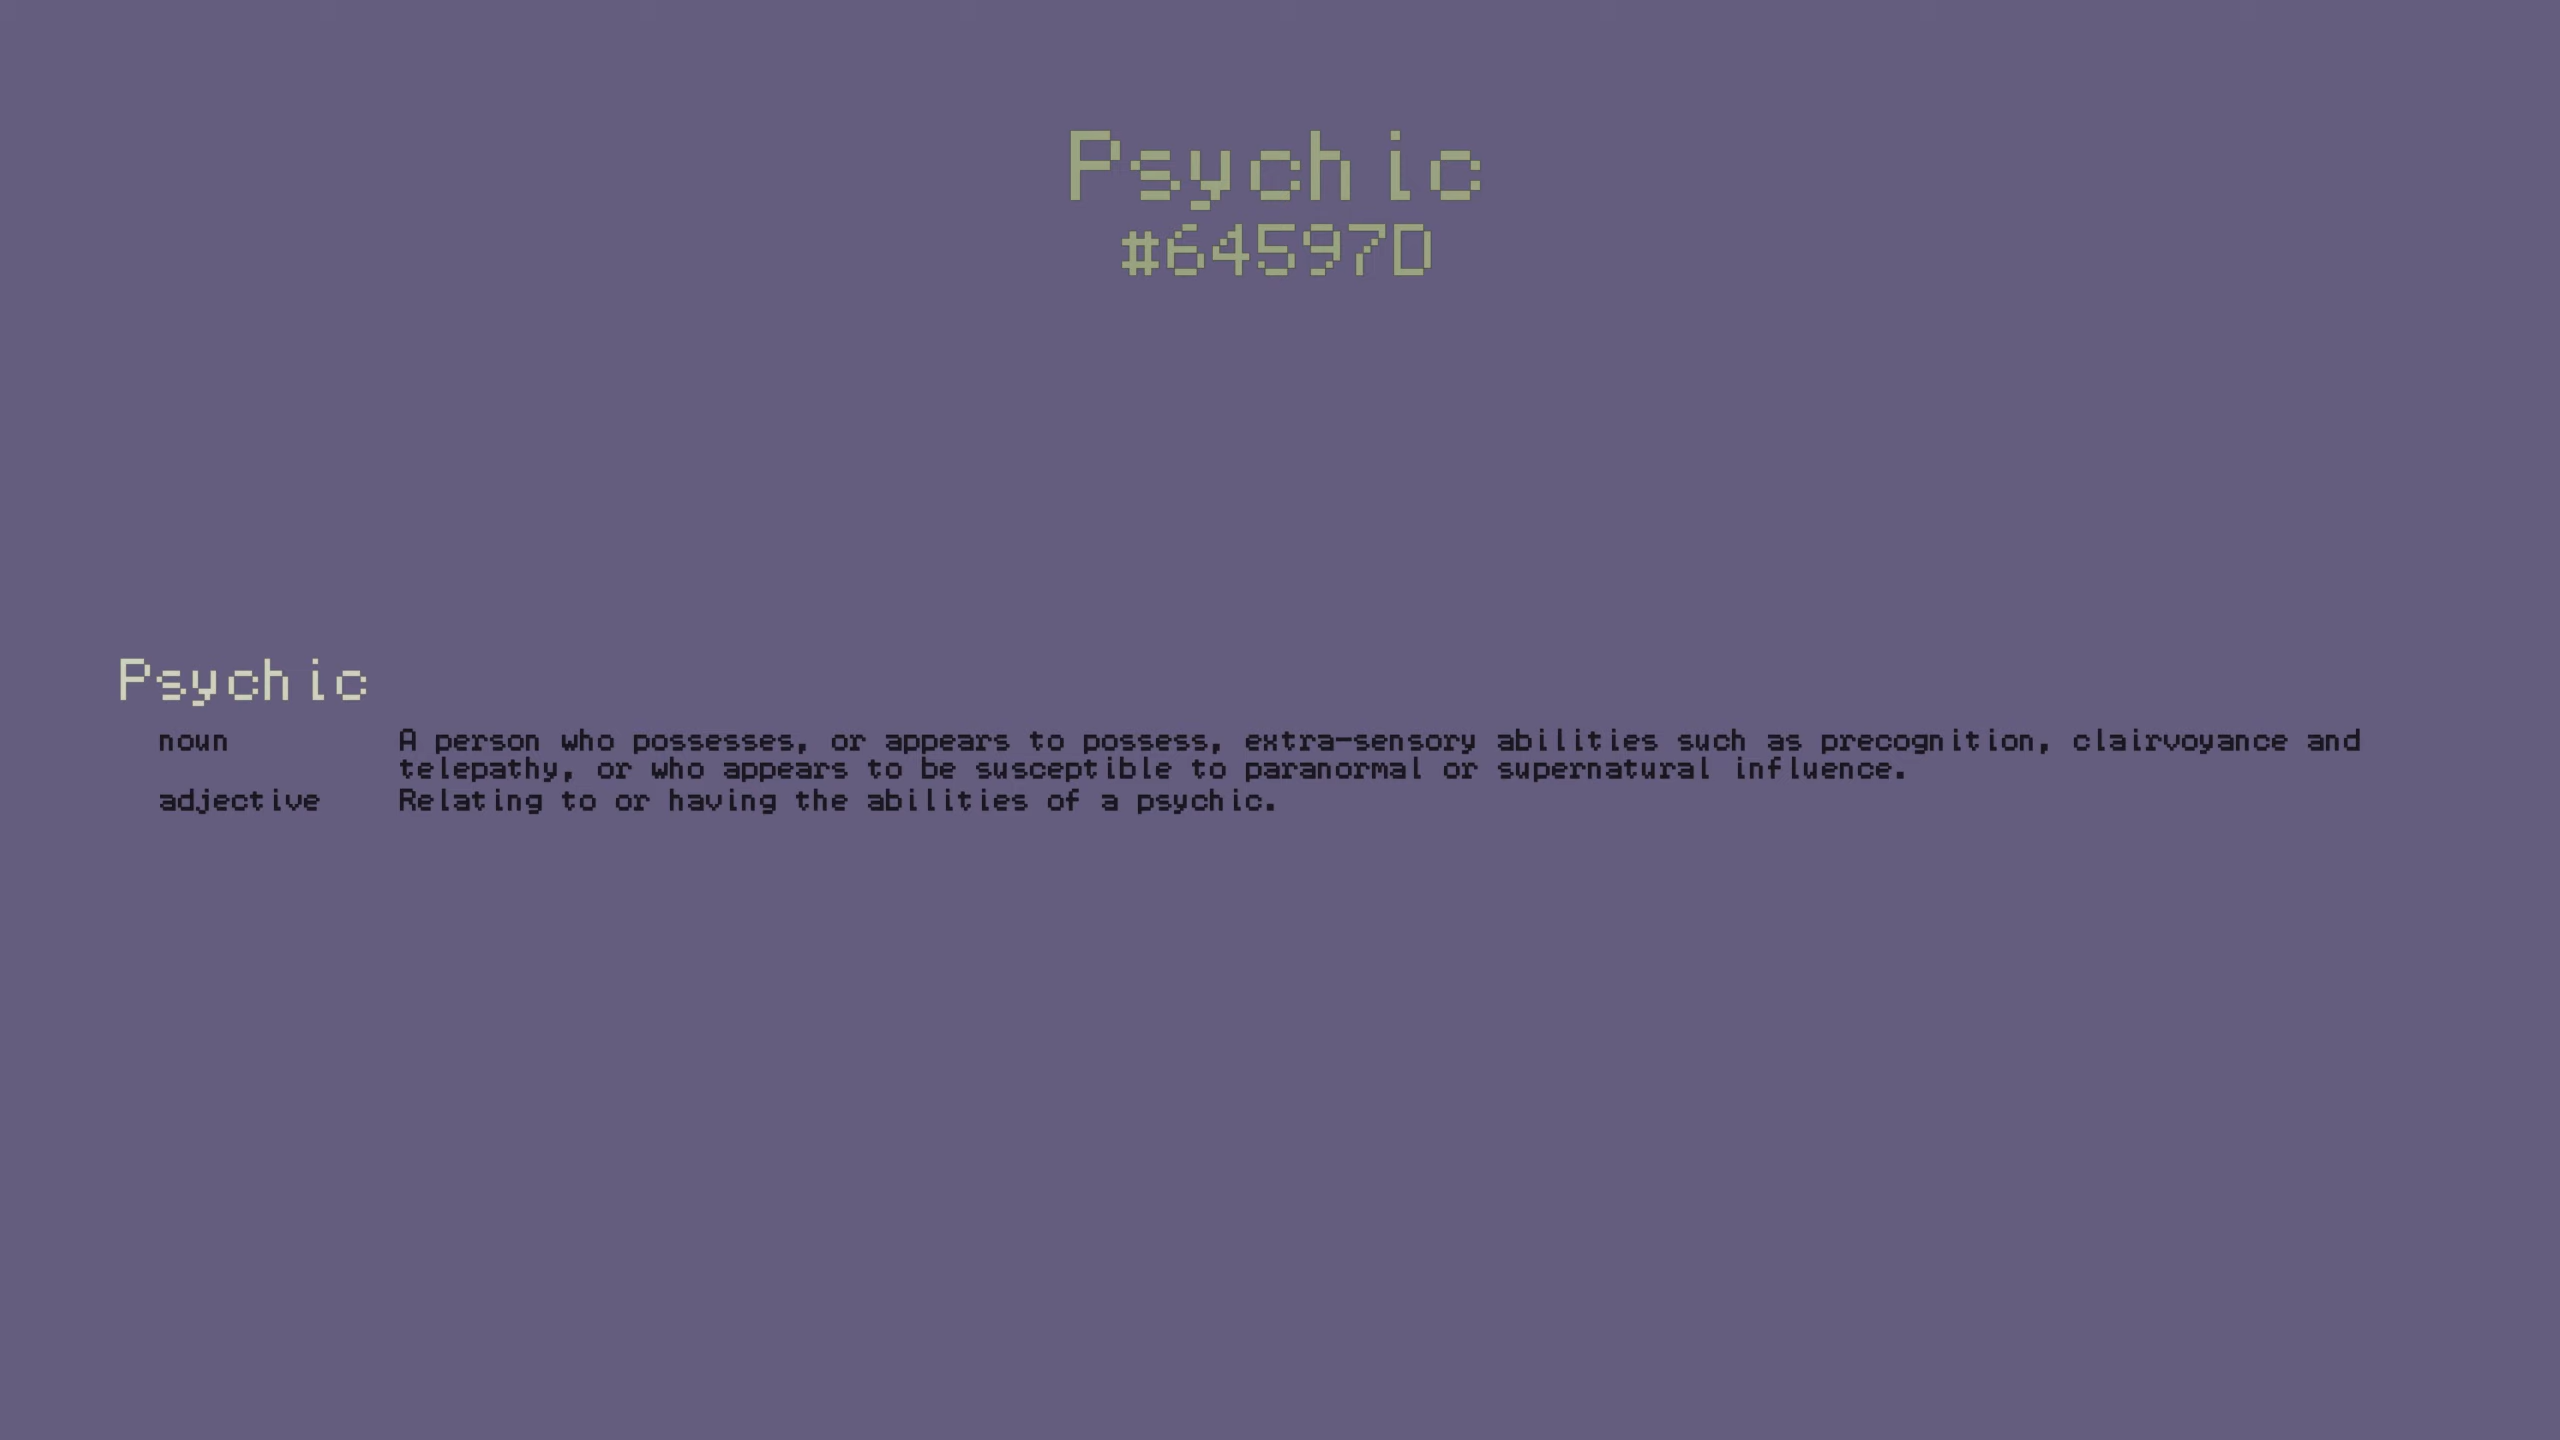 Psychic
#64597D
Psychic
noun A person who possesses, or appears to possess, extra-sensory abilities such as precognition, clairvoyance and
telepathy, or who appears to be susceptible to paranormal or supernatural influence.
adjective Relating to or having the abilities of a psychic.